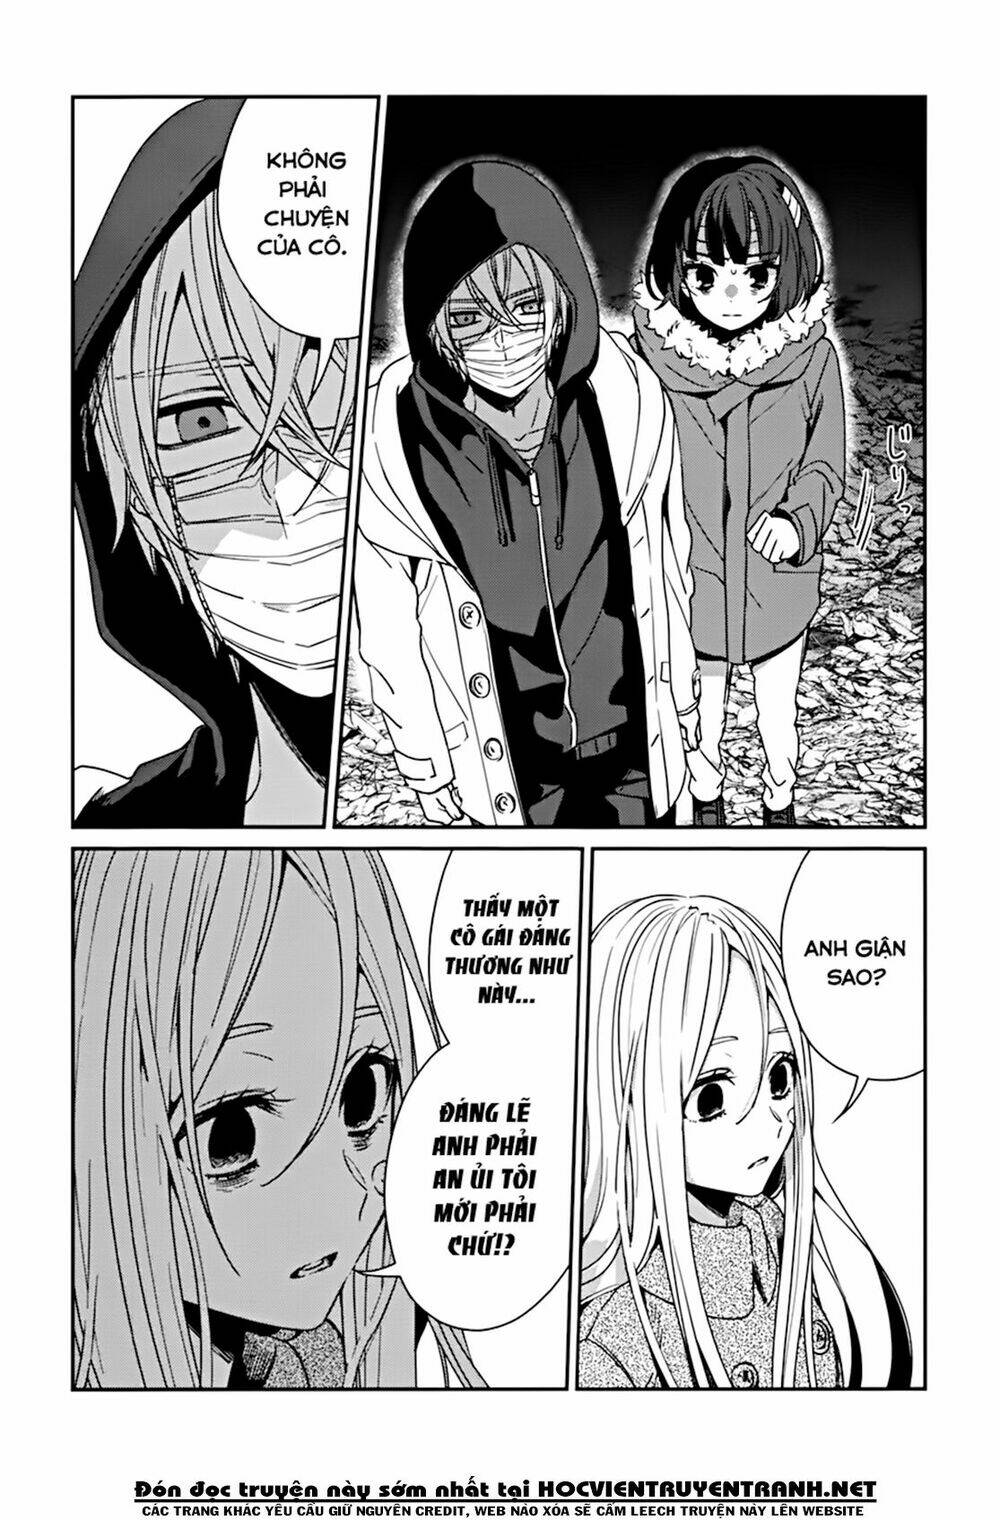 じりっ
KHÔNG
PHẢI
CHUYỆN
CỦA CÔ.
ANH GIẬN
SAO?
THẤY MỘT
CÔ GÁI ĐÁNG
THƯƠNG NHƯ
NÀY...
ĐÁNG LẼ
ANH PHẢI
AN ỦI TÔI
MỚI PHẢI
CHỨ!?
Đón đọc truyện này sớm nhất tại HOCVIENTRUYENTRANH.NET
CÁC TRANG KHÁC YÊU CẦU GIỮ NGUYÊN CREDIT, WEB NÀO XÓA SẼ CẤM LEECH TRUYỆN NÀY LÊN WEBSITE